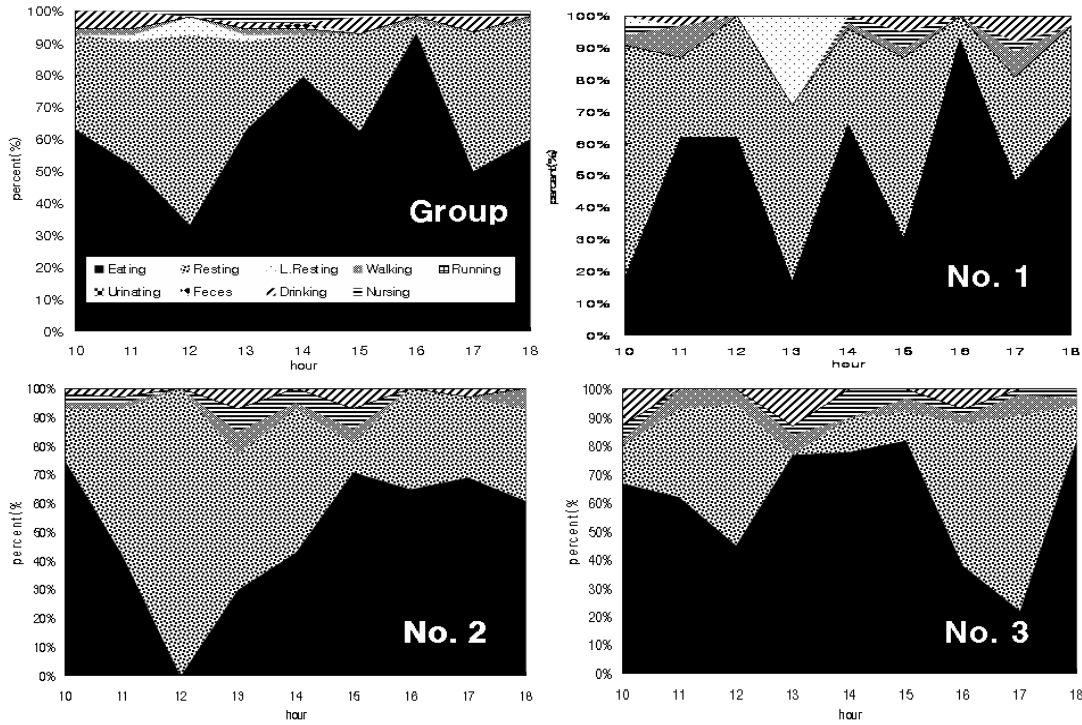 100%
90%
80%
70%
60%
50%
40%
30%
20%
10%
0%
percent(%)
Group
Eating Resting L.Resting Walking Running
Urinating Feces Drinking Nursing
10 11 12 13 14 15 16 17 18
hour
100%
90%
80%
70%
60%
50%
40%
30%
20%
10%
0%
percent(%)
No. 1
10 11 12 13 14 15 16 17 18
hour
100%
90%
80%
70%
60%
50%
40%
30%
20%
10%
0%
percent(%
No. 2
10 11 12 13 14 15 16 17 18
hour
100%
90%
80%
70%
60%
50%
40%
30%
20%
10%
0%
percent(%
No. 3
10 11 12 13 14 15 16 17 18
hour